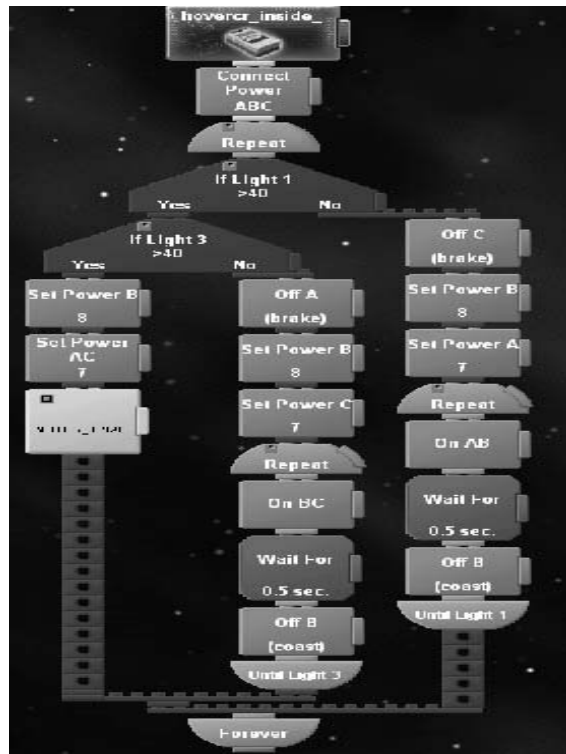 hovercr_inside_
Connect
Power
ABC
Repeat
If Light 1
>40
Yes
No
If Light 3
>40
Yes
No
Set Power B
8
Set Power
AC
7
Off A
(brake)
Set Power B
8
Set Power C
7
Repeat
On BC
Wait For
0.5 sec.
Off B
(coast)
Until Light 3
Off C
(brake)
Set Power B
8
Set Power A
7
Repeat
On AB
Wait For
0.5 sec.
Off B
(coast)
Until Light 1
Forever